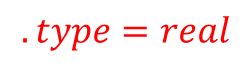 .type = real